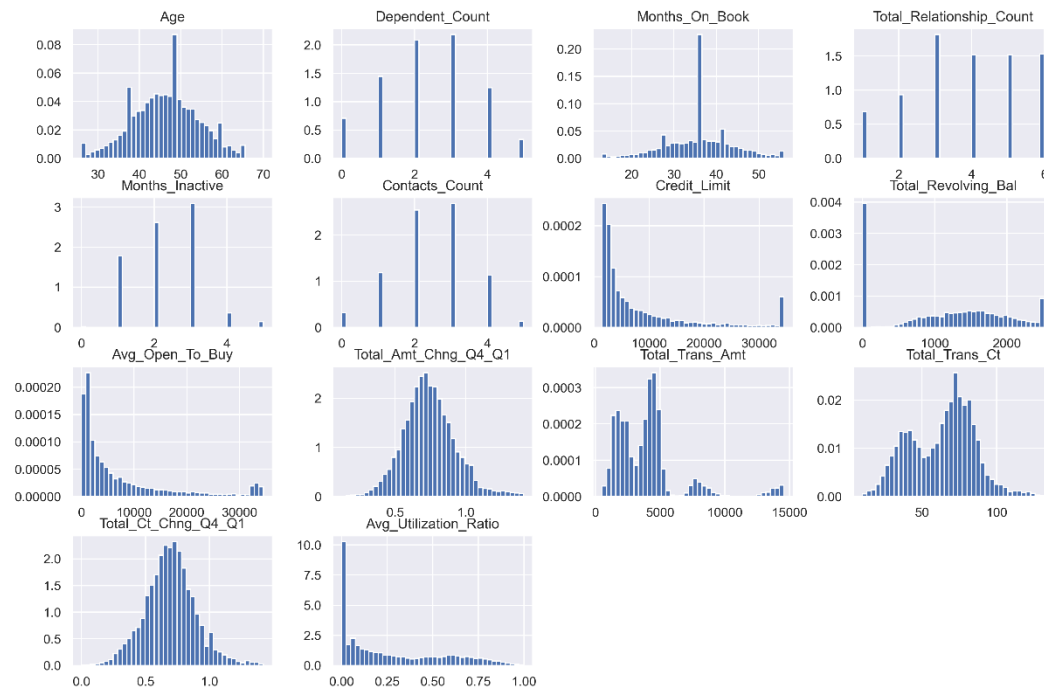 Age
0.08
0.06
0.04
0.02
0.00
30 40 50 60 70
Dependent_Count
2.0
1.5
1.0
0.5
0.0
0 2 4
Months_On_Book
0.20
0.15
0.10
0.05
0.00
20 30 40 50
Total_Relationship_Count
1.5
1.0
0.5
0.0
2 4 6
Months_Inactive
3
2
1
0
0 2 4
Contacts_Count
2
1
0
0 2 4
Credit_Limit
0.0002
0.0001
0.0000
10000 20000 30000
Total_Revolving_Bal
0.004
0.003
0.002
0.001
0.000
0 1000 2000
Avg_Open_To_Buy
0.00020
0.00015
0.00010
0.00005
0.00000
0 10000 20000 30000
Total_Amt_Chng_Q4_Q1
2
1
0
0.5 1.0
Total_Trans_Amt
0.0003
0.0002
0.0001
0.0000
0 5000 10000 15000
Total_Trans_Ct
0.02
0.01
0.00
50 100
Total_Ct_Chng_Q4_Q1
2.0
1.5
1.0
0.5
0.0
0.0 0.5 1.0
Avg_Utilization_Ratio
10.0
7.5
5.0
2.5
0.0
0.00 0.25 0.50 0.75 1.00